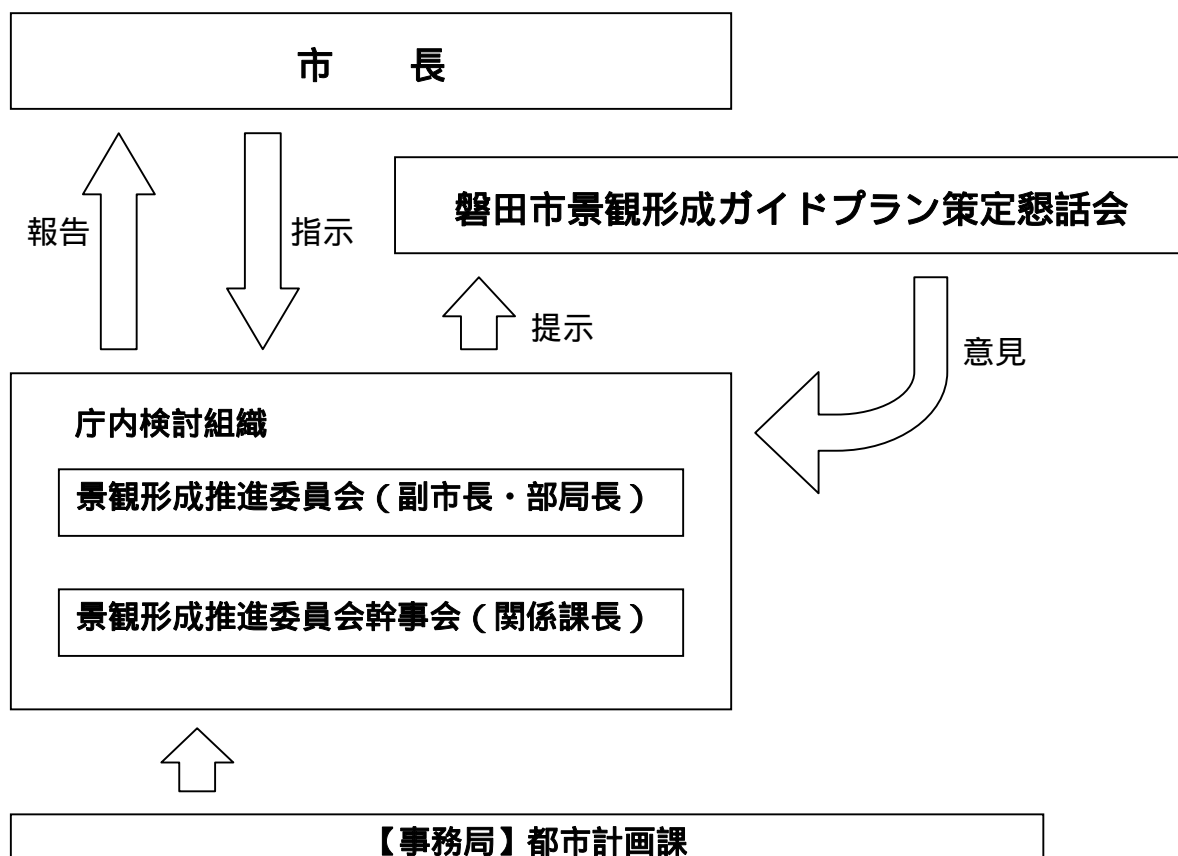 市　　長
磐田市景観形成ガイドプラン策定懇話会
報告
指示
提示
意見
庁内検討組織
景観形成推進委員会（副市長・部局長）
景観形成推進委員会幹事会（関係課長）
【事務局】都市計画課